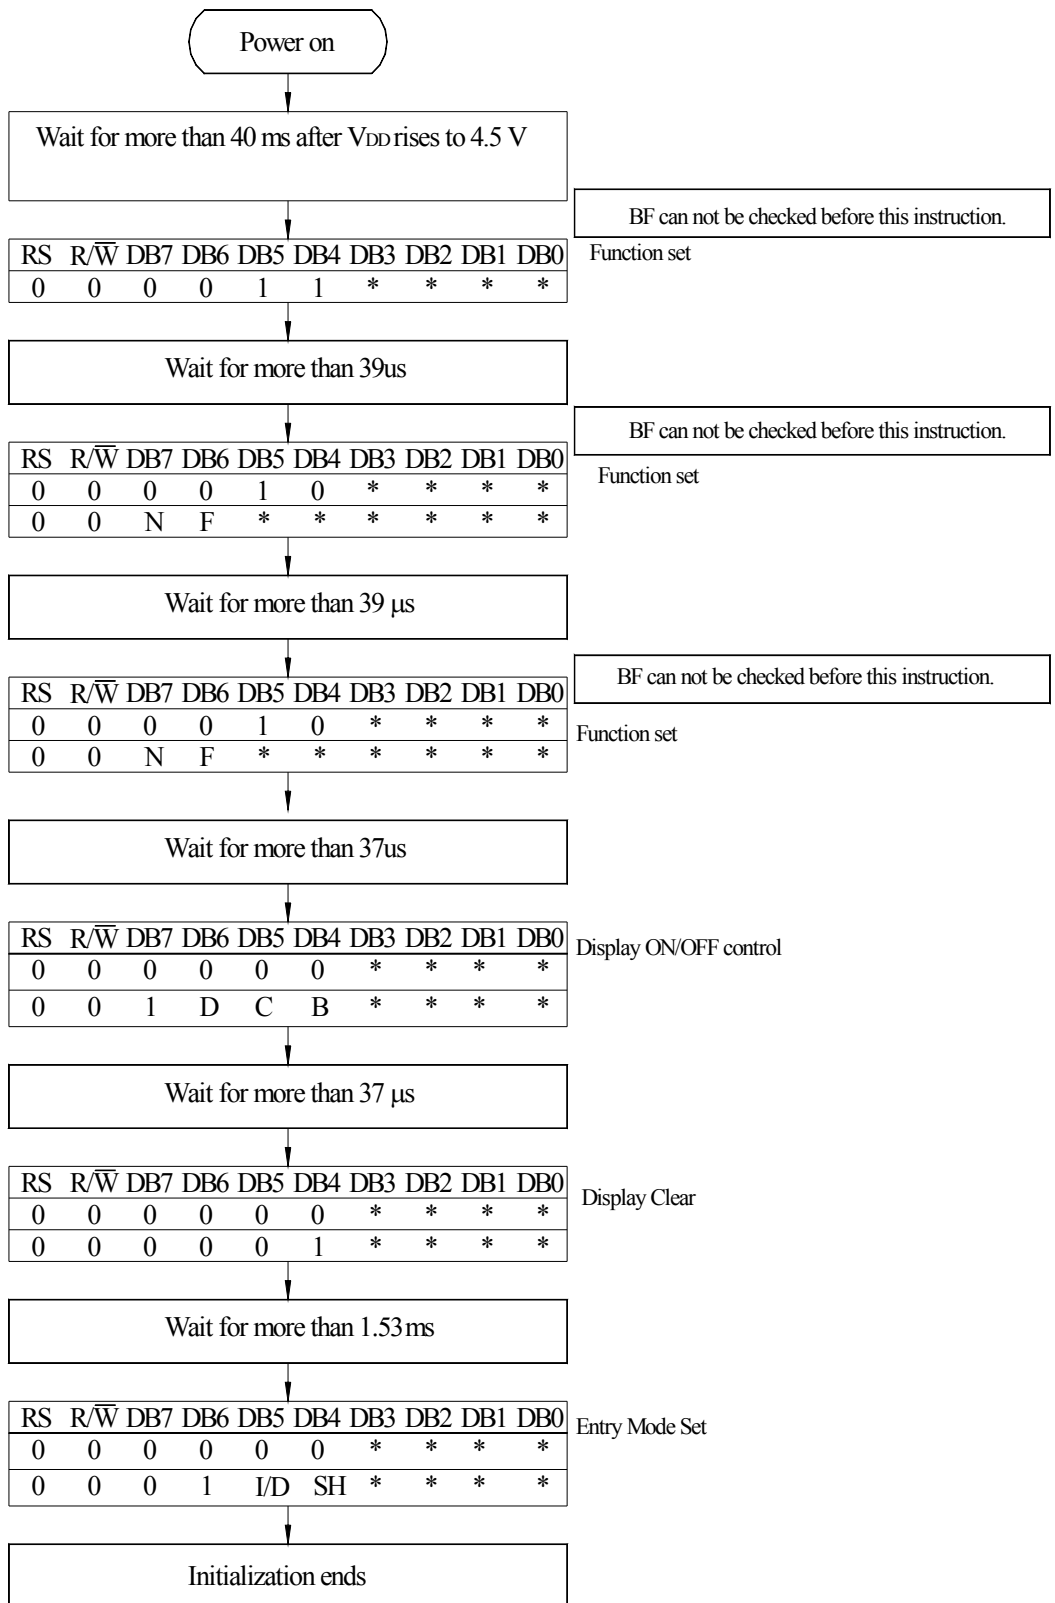 Power on
Wait for more than 40 ms after VDD rises to 4.5 V
BF can not be checked before this instruction.
RS R/W̅ DB7 DB6 DB5 DB4 DB3 DB2 DB1 DB0
Function set
0 0 0 0 1 1 * * * *
Wait for more than 39us
BF can not be checked before this instruction.
RS R/W̅ DB7 DB6 DB5 DB4 DB3 DB2 DB1 DB0
Function set
0 0 0 0 1 0 * * * *
0 0 N F * * * * * *
Wait for more than 39 µs
BF can not be checked before this instruction.
RS R/W̅ DB7 DB6 DB5 DB4 DB3 DB2 DB1 DB0
0 0 0 0 1 0 * * * *
Function set
0 0 N F * * * * * *
Wait for more than 37us
RS R/W̅ DB7 DB6 DB5 DB4 DB3 DB2 DB1 DB0
Display ON/OFF control
0 0 0 0 0 0 * * * *
0 0 1 D C B * * * *
Wait for more than 37 µs
RS R/W̅ DB7 DB6 DB5 DB4 DB3 DB2 DB1 DB0
Display Clear
0 0 0 0 0 0 * * * *
0 0 0 0 0 1 * * * *
Wait for more than 1.53ms
RS R/W̅ DB7 DB6 DB5 DB4 DB3 DB2 DB1 DB0
Entry Mode Set
0 0 0 0 0 0 * * * *
0 0 0 1 I/D SH * * * *
Initialization ends